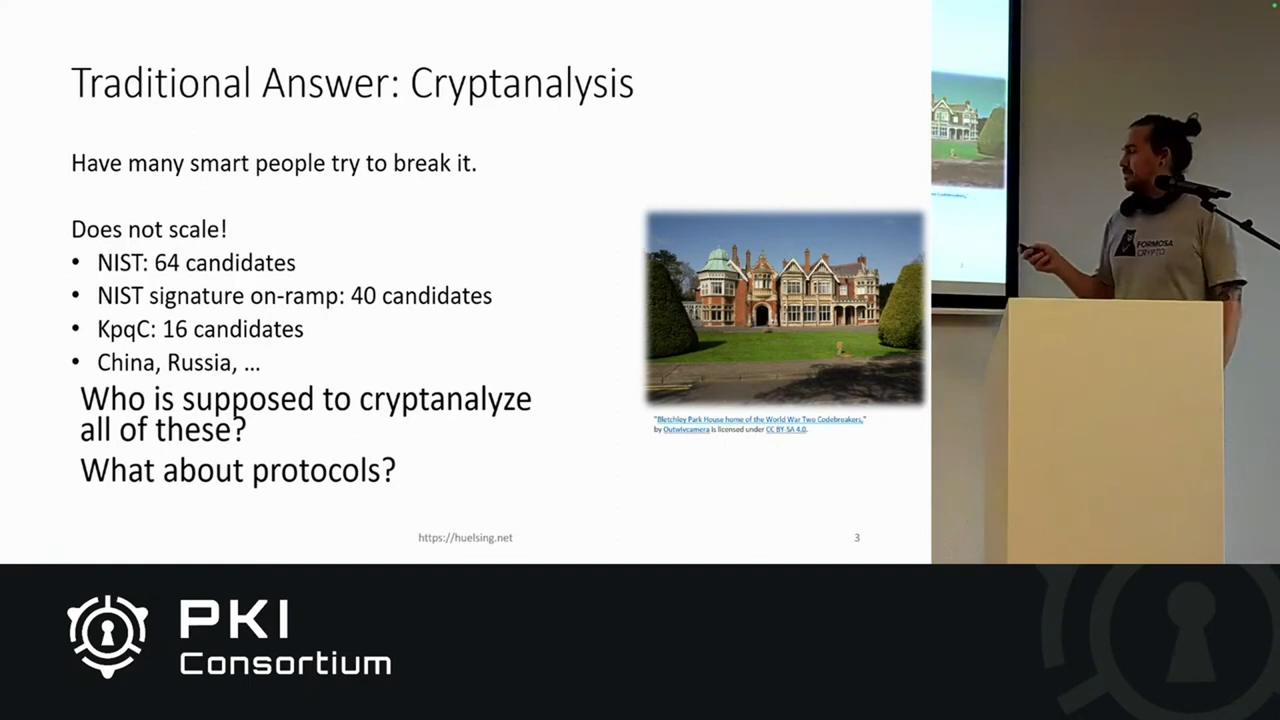 Traditional Answer: Cryptanalysis
Have many smart people try to break it.
Does not scale!
• NIST: 64 candidates
• NIST signature on-ramp: 40 candidates
• KpqC: 16 candidates
• China, Russia, ...
Who is supposed to cryptanalyze
all of these?
What about protocols?
"Bletchley Park House home of the World War Two Codebreakers,"
by Outwivcamera is licensed under CC BY-SA 4.0.
https://huelsing.net
3
FORMOSA
CRYPTO
PKI
Consortium